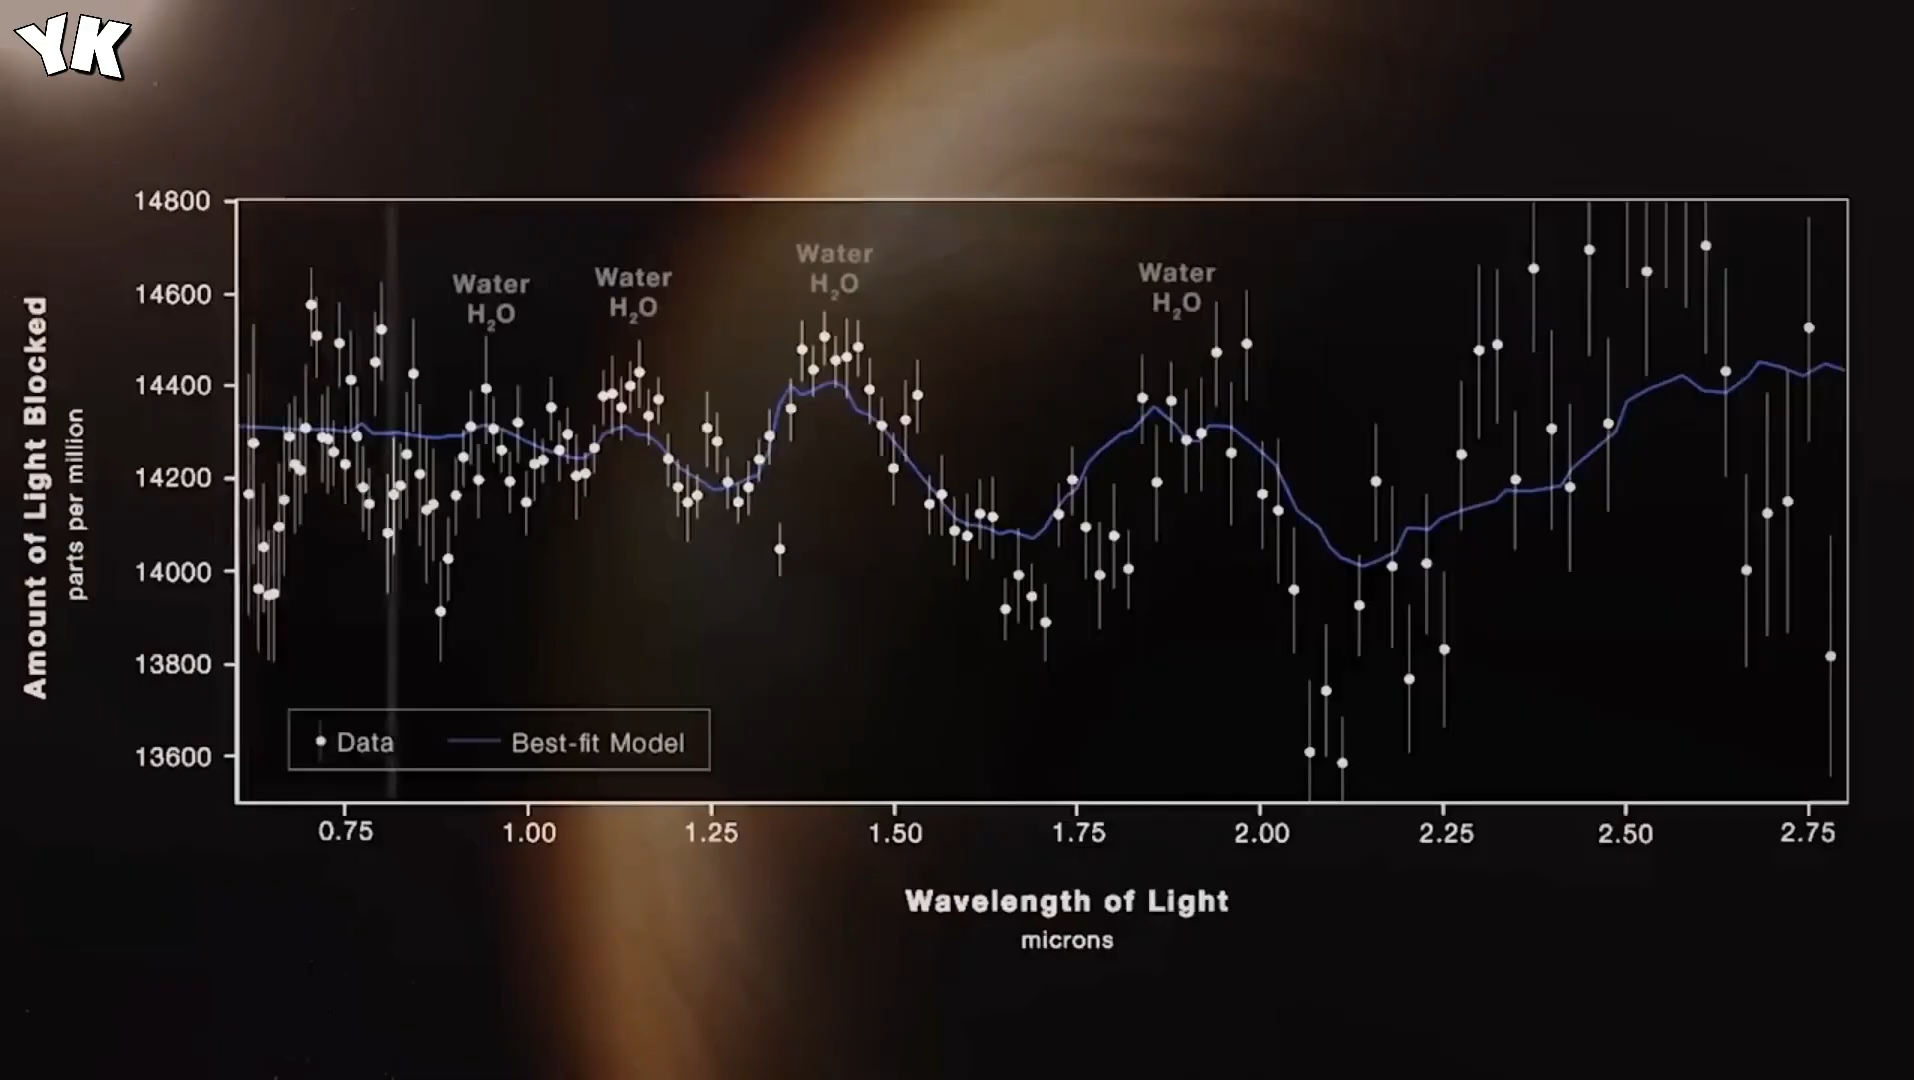 YK
14800
14600
14400
14200
14000
13800
13600
Amount of Light Blocked
parts per million
Water
H₂O
Water
H₂O
Water
H₂O
Water
H₂O
Data
Best-fit Model
0.75 1.00 1.25 1.50 1.75 2.00 2.25 2.50 2.75
Wavelength of Light
microns